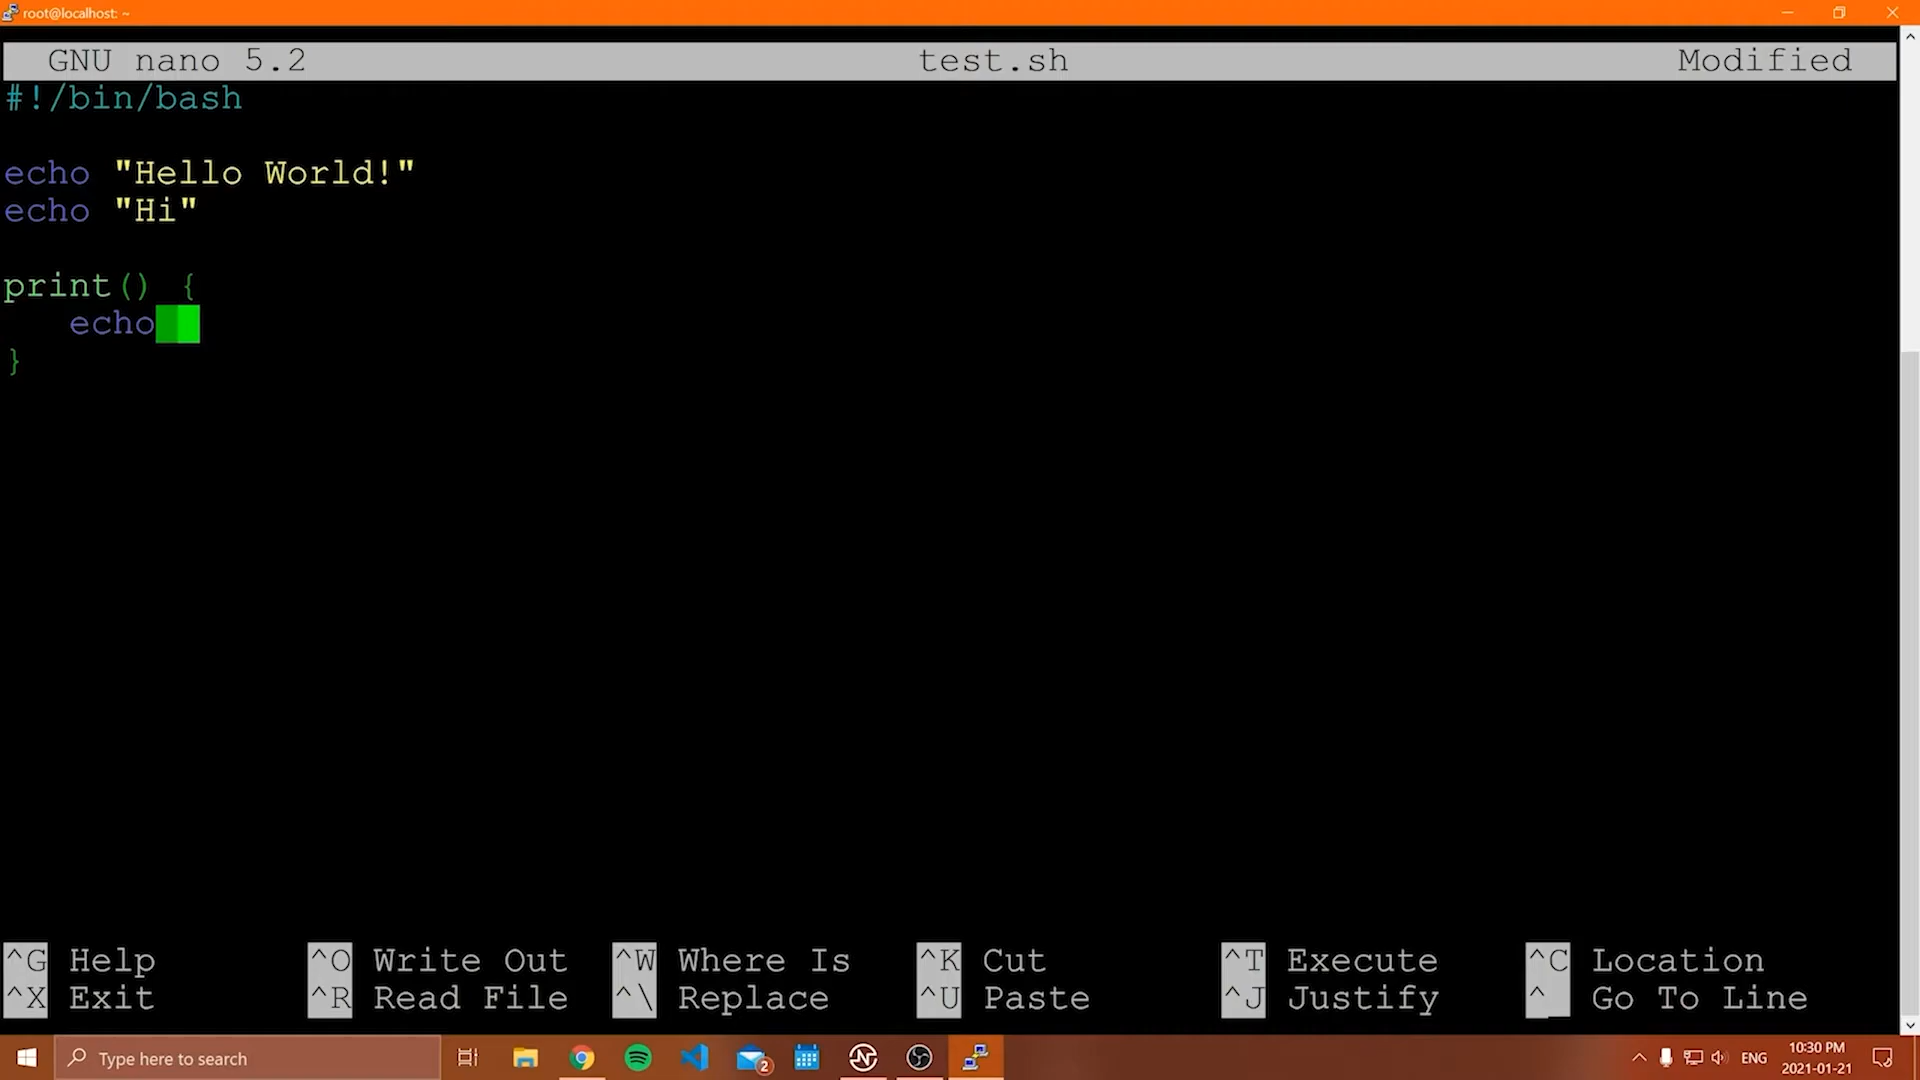 root@localhost: ~
GNU nano 5.2 test.sh Modified
#!/bin/bash
echo "Hello World!"
echo "Hi"
print() {
echo
}
^G Help ^O Write Out ^W Where Is ^K Cut ^T Execute ^C Location
^X Exit ^R Read File ^\ Replace ^U Paste ^J Justify ^_ Go To Line
Type here to search 2 ENG 10:30 PM
2021-01-21